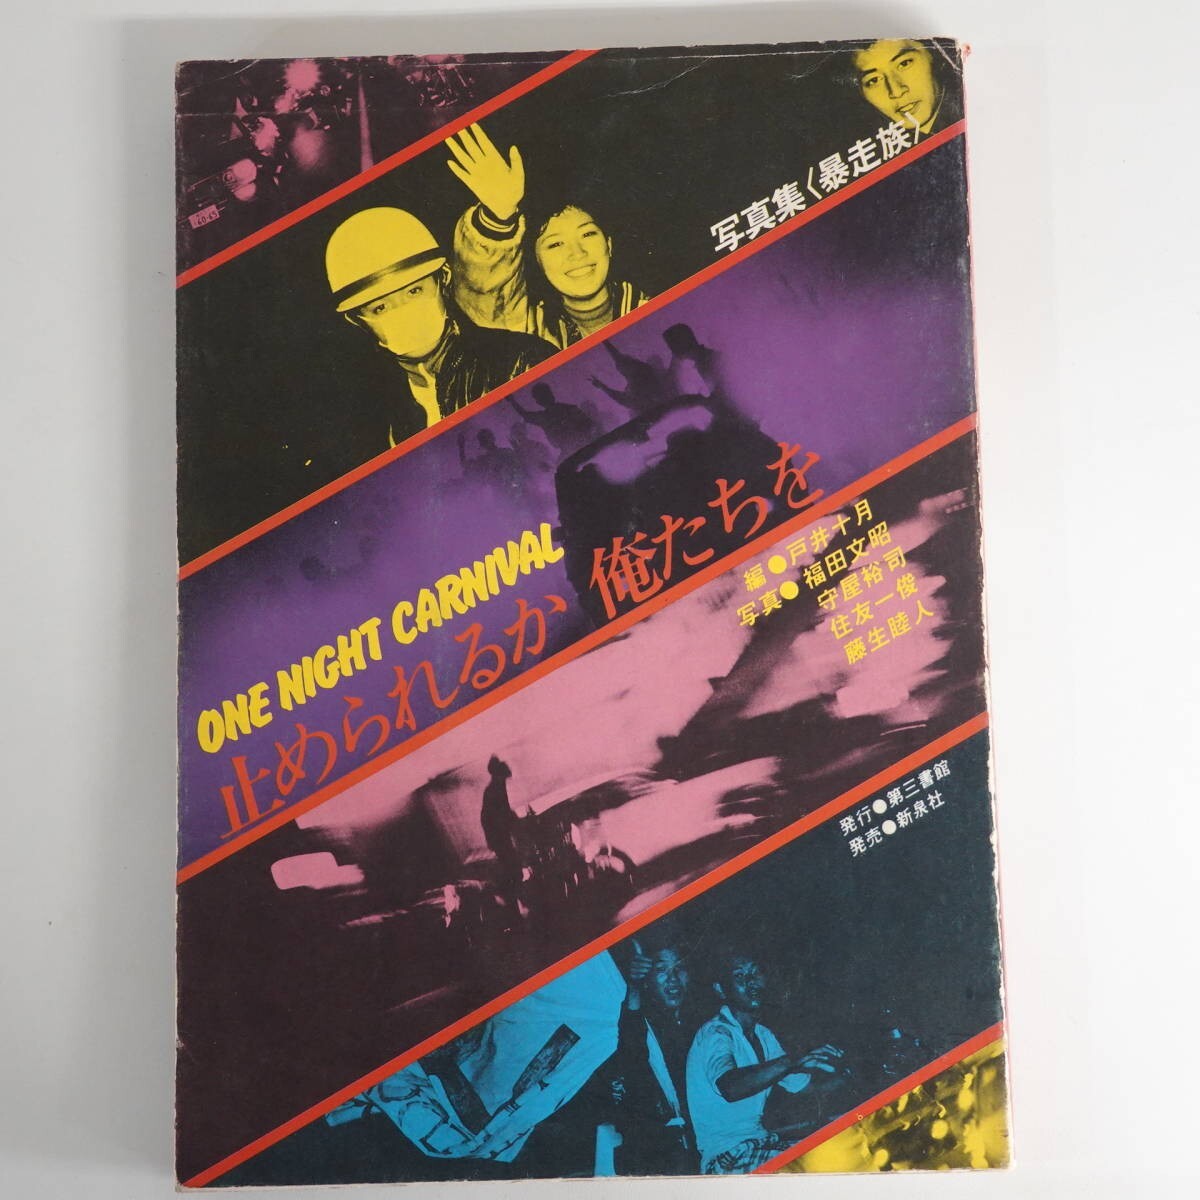 写真集〈暴走族〉
ONE NIGHT CARNIVAL
止められるか 俺たちを
編●戸井十月
写真●福田文昭
守屋裕司
住友一俊
藤生睦人
発行●第三書館
発売●新泉社